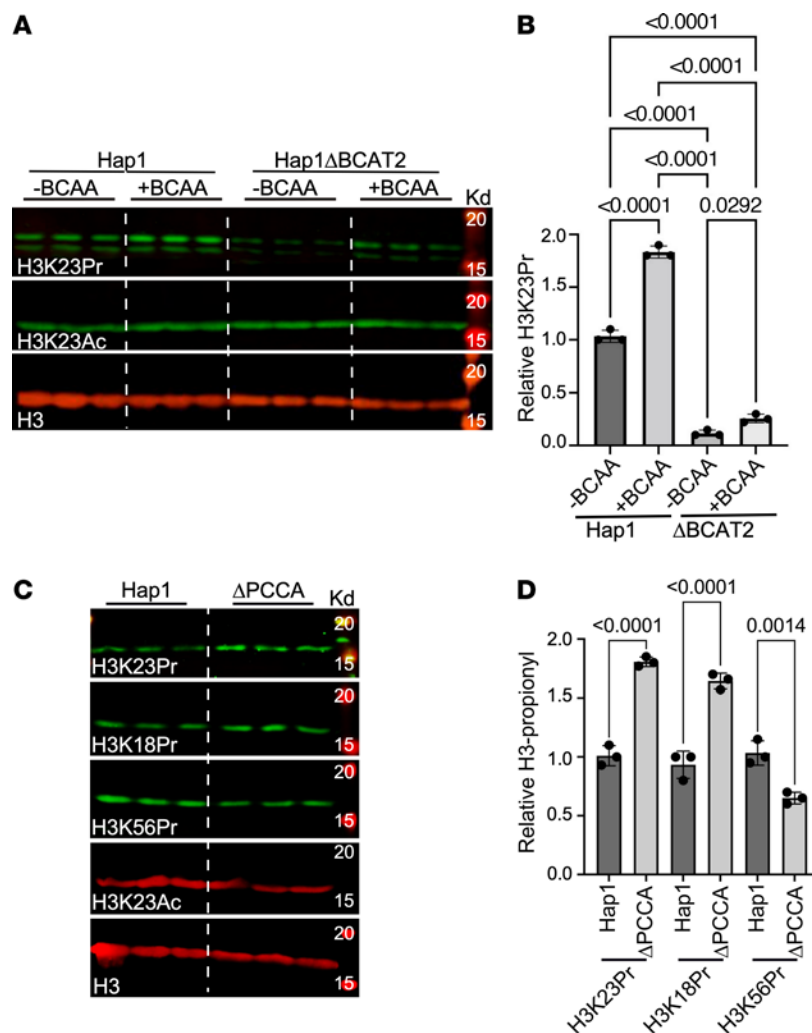 A
Hap1
Hap1ΔBCAT2
-BCAA
+BCAA
-BCAA
+BCAA
Kd
20
H3K23Pr
15
20
H3K23Ac
15
20
H3
15
B
<0.0001
<0.0001
<0.0001
<0.0001
<0.0001
0.0292
Relative H3K23Pr
2.0
1.5
1.0
0.5
0.0
-BCAA
+BCAA
-BCAA
+BCAA
Hap1
ΔBCAT2
C
Hap1
ΔPCCA
Kd
20
H3K23Pr
15
20
H3K18Pr
15
20
H3K56Pr
15
20
H3K23Ac
15
20
H3
15
D
<0.0001
<0.0001
0.0014
Relative H3-propionyl
2.0
1.5
1.0
0.5
0.0
Hap1
ΔPCCA
Hap1
ΔPCCA
Hap1
ΔPCCA
H3K23Pr
H3K18Pr
H3K56Pr